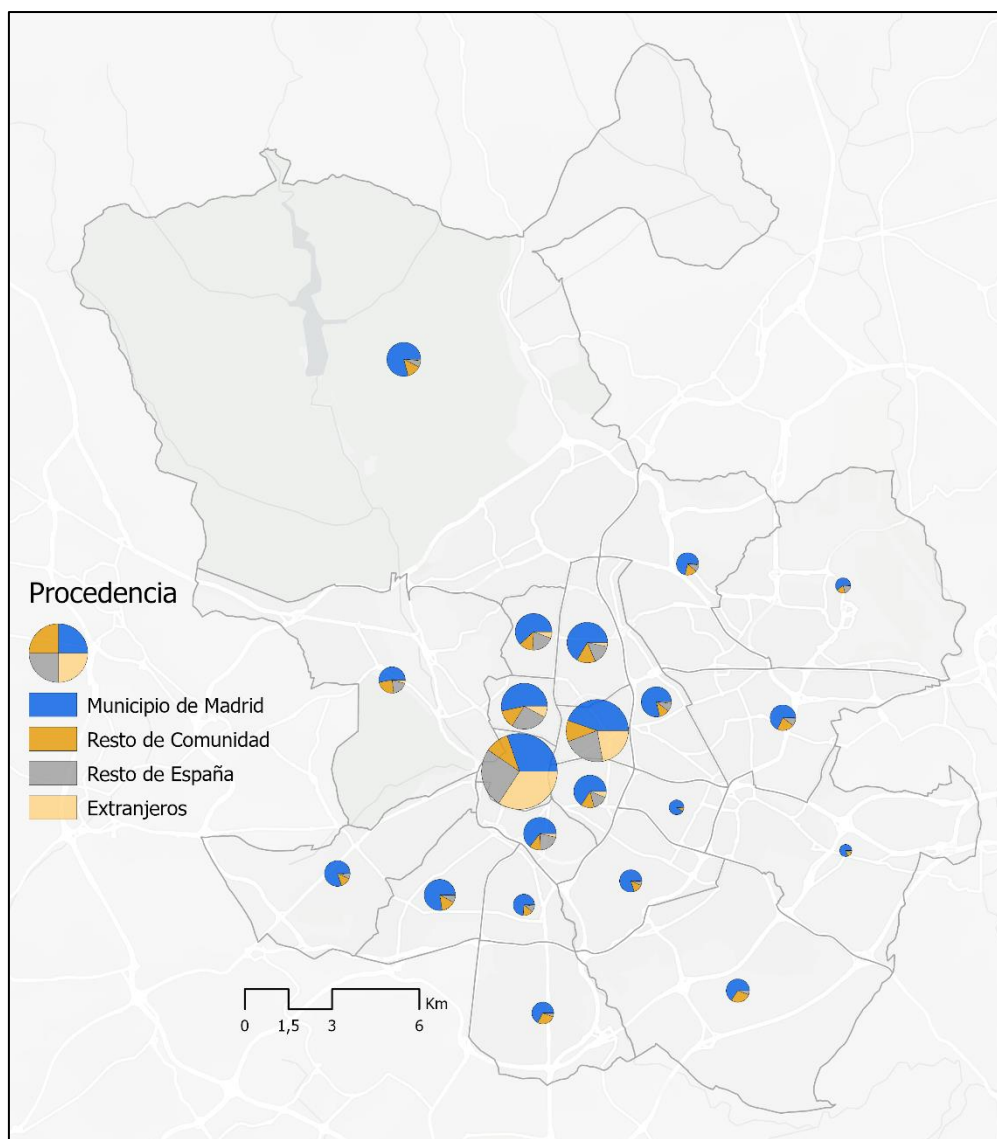 Procedencia
Municipio de Madrid
Resto de Comunidad
Resto de España
Extranjeros
Km
0 1,5 3 6